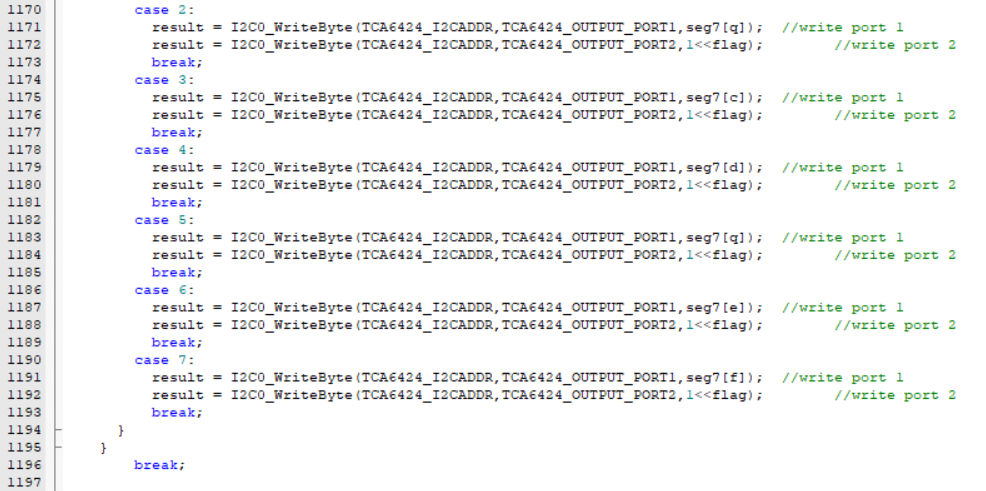 1170 case 2:
1171 result = I2C0_WriteByte(TCA6424_I2CADDR,TCA6424_OUTPUT_PORT1,seg7[q]); //write port 1
1172 result = I2C0_WriteByte(TCA6424_I2CADDR,TCA6424_OUTPUT_PORT2,1<<flag); //write port 2
1173 break;
1174 case 3:
1175 result = I2C0_WriteByte(TCA6424_I2CADDR,TCA6424_OUTPUT_PORT1,seg7[c]); //write port 1
1176 result = I2C0_WriteByte(TCA6424_I2CADDR,TCA6424_OUTPUT_PORT2,1<<flag); //write port 2
1177 break;
1178 case 4:
1179 result = I2C0_WriteByte(TCA6424_I2CADDR,TCA6424_OUTPUT_PORT1,seg7[d]); //write port 1
1180 result = I2C0_WriteByte(TCA6424_I2CADDR,TCA6424_OUTPUT_PORT2,1<<flag); //write port 2
1181 break;
1182 case 5:
1183 result = I2C0_WriteByte(TCA6424_I2CADDR,TCA6424_OUTPUT_PORT1,seg7[q]); //write port 1
1184 result = I2C0_WriteByte(TCA6424_I2CADDR,TCA6424_OUTPUT_PORT2,1<<flag); //write port 2
1185 break;
1186 case 6:
1187 result = I2C0_WriteByte(TCA6424_I2CADDR,TCA6424_OUTPUT_PORT1,seg7[e]); //write port 1
1188 result = I2C0_WriteByte(TCA6424_I2CADDR,TCA6424_OUTPUT_PORT2,1<<flag); //write port 2
1189 break;
1190 case 7:
1191 result = I2C0_WriteByte(TCA6424_I2CADDR,TCA6424_OUTPUT_PORT1,seg7[f]); //write port 1
1192 result = I2C0_WriteByte(TCA6424_I2CADDR,TCA6424_OUTPUT_PORT2,1<<flag); //write port 2
1193 break;
1194 }
1195 }
1196 break;
1197